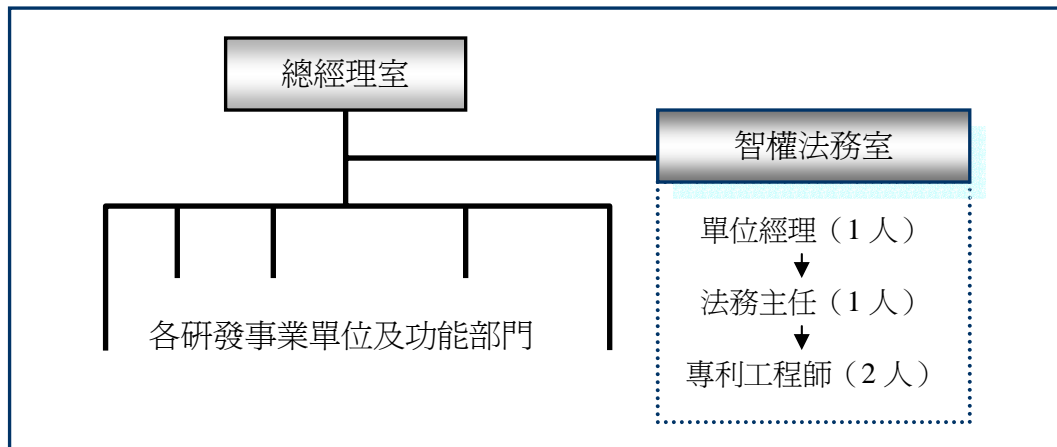 總經理室
智權法務室
單位經理（1 人）
法務主任（1 人）
專利工程師（2 人）
各研發事業單位及功能部門